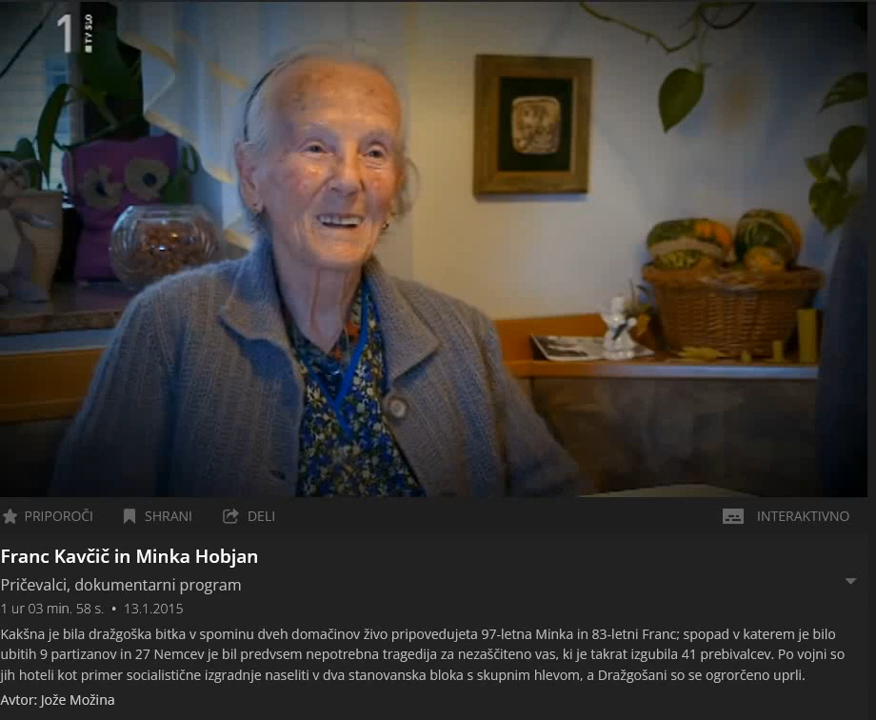 1
TV SLO
PRIPOROČI SHRANI DELI INTERAKTIVNO
Franc Kavčič in Minka Hobjan
Pričevalci, dokumentarni program
1 ur 03 min. 58 s. • 13.1.2015
Kakšna je bila dražgoška bitka v spominu dveh domačinov živo pripovedujeta 97-letna Minka in 83-letni Franc; spopad v katerem je bilo
ubitih 9 partizanov in 27 Nemcev je bil predvsem nepotrebna tragedija za nezaščiteno vas, ki je takrat izgubila 41 prebivalcev. Po vojni so
jih hoteli kot primer socialistične izgradnje naseliti v dva stanovanska bloka s skupnim hlevom, a Dražgošani so se ogrorčeno uprli.
Avtor: Jože Možina